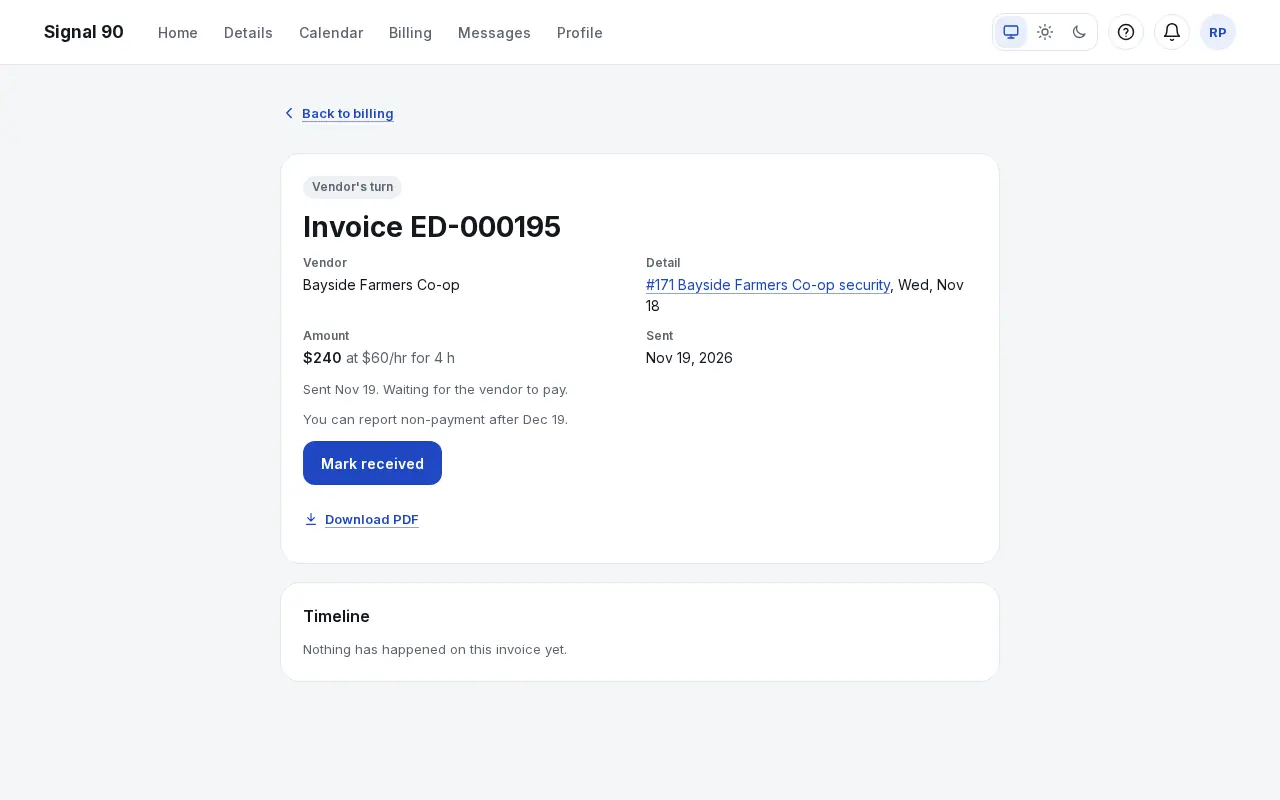 Signal 90
Home
Details
Calendar
Billing
Messages
Profile
RP
Back to billing
Vendor's turn
Invoice ED-000195
Vendor
Bayside Farmers Co-op
Detail
#171 Bayside Farmers Co-op security, Wed, Nov
18
Amount
$240 at $60/hr for 4 h
Sent
Nov 19, 2026
Sent Nov 19. Waiting for the vendor to pay.
You can report non-payment after Dec 19.
Mark received
Download PDF
Timeline
Nothing has happened on this invoice yet.